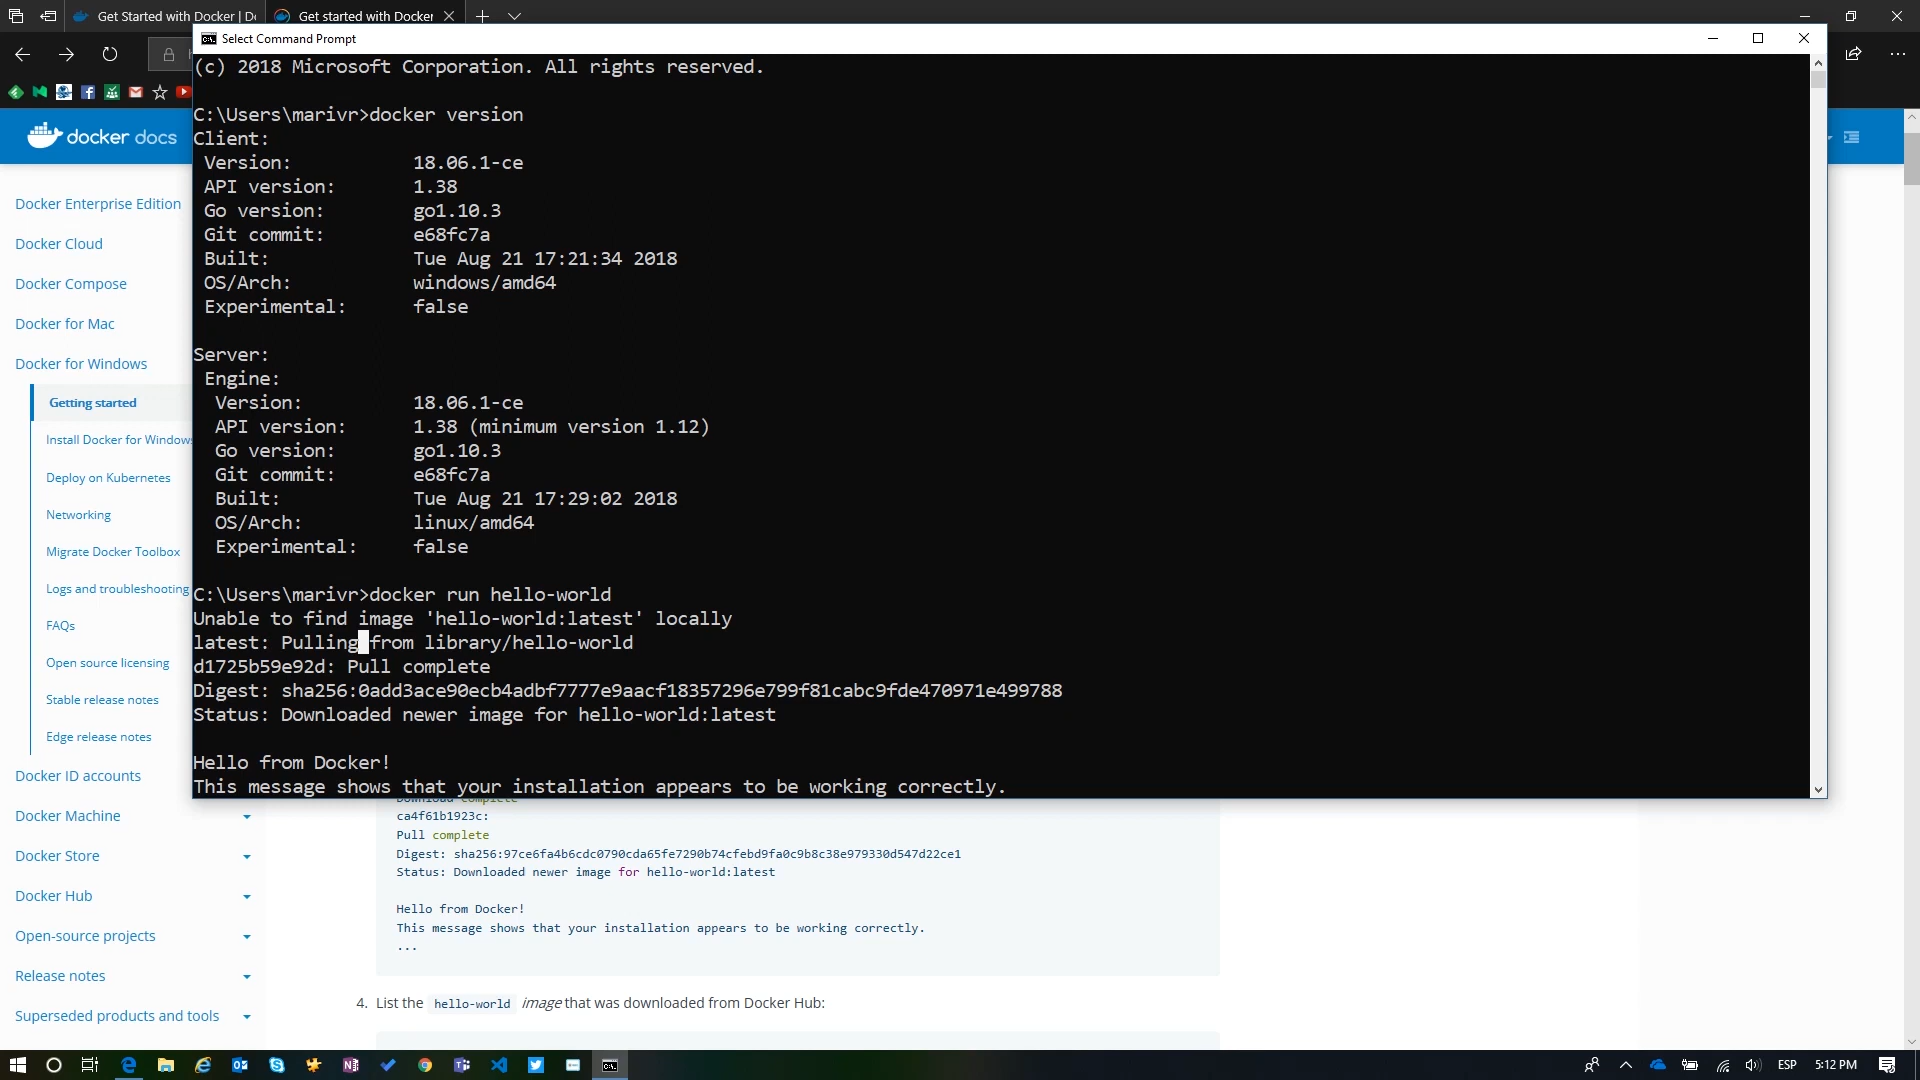 Get Started with Docker | Do
Get started with Docker
Select Command Prompt
(c) 2018 Microsoft Corporation. All rights reserved.
C:\Users\marivr>docker version
Client:
Version: 18.06.1-ce
API version: 1.38
Go version: go1.10.3
Git commit: e68fc7a
Built: Tue Aug 21 17:21:34 2018
OS/Arch: windows/amd64
Experimental: false
Server:
Engine:
Version: 18.06.1-ce
API version: 1.38 (minimum version 1.12)
Go version: go1.10.3
Git commit: e68fc7a
Built: Tue Aug 21 17:29:02 2018
OS/Arch: linux/amd64
Experimental: false
C:\Users\marivr>docker run hello-world
Unable to find image 'hello-world:latest' locally
latest: Pulling from library/hello-world
d1725b59e92d: Pull complete
Digest: sha256:0add3ace90ecb4adbf7777e9aacf18357296e799f81cabc9fde470971e499788
Status: Downloaded newer image for hello-world:latest
Hello from Docker!
This message shows that your installation appears to be working correctly.
docker docs
Docker Enterprise Edition
Docker Cloud
Docker Compose
Docker for Mac
Docker for Windows
Getting started
Install Docker for Windows
Deploy on Kubernetes
Networking
Migrate Docker Toolbox
Logs and troubleshooting
FAQs
Open source licensing
Stable release notes
Edge release notes
Docker ID accounts
Docker Machine
Docker Store
Docker Hub
Open-source projects
Release notes
Superseded products and tools
Download complete
ca4f61b1923c:
Pull complete
Digest: sha256:97ce6fa4b6cdc0790cda65fe7290b74cfebd9fa0c9b8c38e979330d547d22ce1
Status: Downloaded newer image for hello-world:latest
Hello from Docker!
This message shows that your installation appears to be working correctly.
...
4. List the hello-world image that was downloaded from Docker Hub:
ESP
5:12 PM